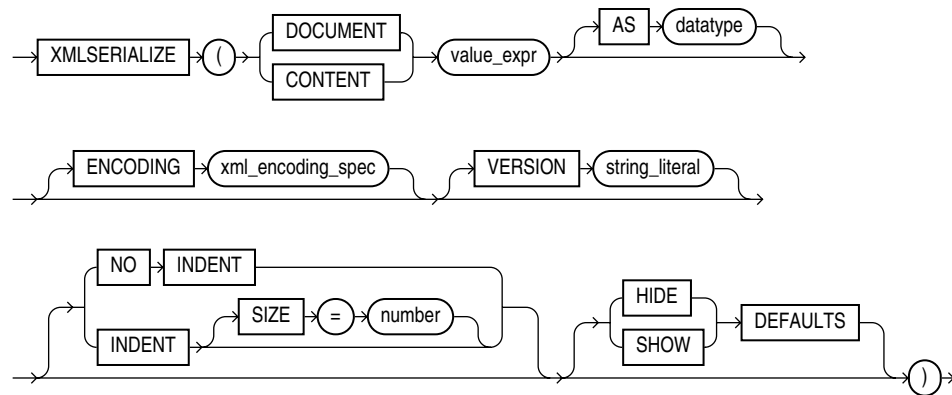 DOCUMENT AS datatype
XMLSERIALIZE ( value_expr
CONTENT
ENCODING xml_encoding_spec VERSION string_literal
NO INDENT
SIZE = number HIDE
DEFAULTS
INDENT SHOW
)